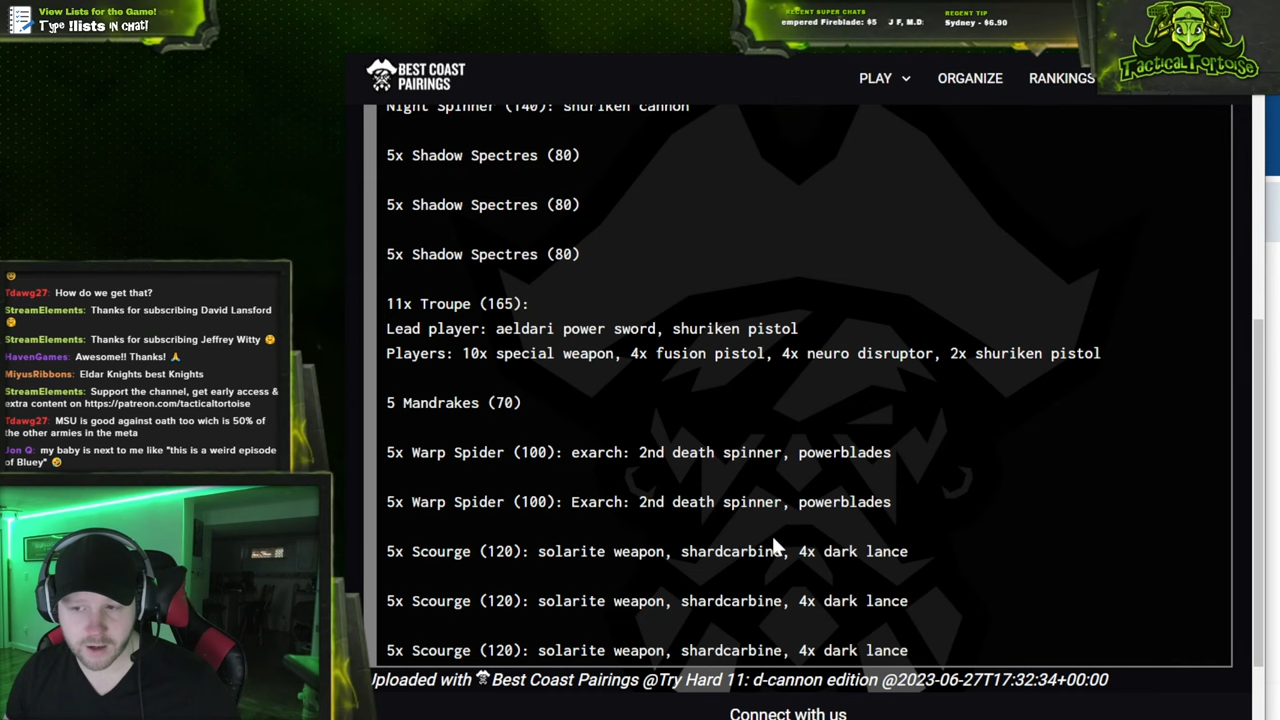 View Lists for the Game!
Type !lists in chat!
RECENT SUPER CHATS
empered Fireblade: $5 J F, M.D:
RECENT TIP
Sydney - $6.90
TacticalTortoise
BEST COAST
PAIRINGS
PLAY
ORGANIZE
RANKINGS
Night Spinner (140): shuriken cannon
5x Shadow Spectres (80)
5x Shadow Spectres (80)
5x Shadow Spectres (80)
11x Troupe (165):
Lead player: aeldari power sword, shuriken pistol
Players: 10x special weapon, 4x fusion pistol, 4x neuro disruptor, 2x shuriken pistol
5 Mandrakes (70)
5x Warp Spider (100): exarch: 2nd death spinner, powerblades
5x Warp Spider (100): Exarch: 2nd death spinner, powerblades
5x Scourge (120): solarite weapon, shardcarbine, 4x dark lance
5x Scourge (120): solarite weapon, shardcarbine, 4x dark lance
5x Scourge (120): solarite weapon, shardcarbine, 4x dark lance
Uploaded with Best Coast Pairings @Try Hard 11: d-cannon edition @2023-06-27T17:32:34+00:00
Connect with us
Tdawg27: How do we get that?
StreamElements: Thanks for subscribing David Lansford
StreamElements: Thanks for subscribing Jeffrey Witty
HavenGames: Awesome!! Thanks! 🙏
MiyusRibbons: Eldar Knights best Knights
StreamElements: Support the channel, get early access &
extra content on https://patreon.com/tacticaltortoise
Tdawg27: MSU is good against oath too wich is 50% of
the other armies in the meta
Jon Q: my baby is next to me like "this is a weird episode
of Bluey" 🤣